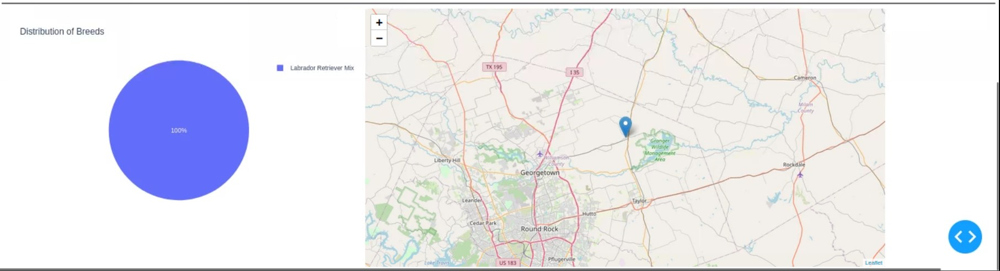 Distribution of Breeds
Labrador Retriever Mix
100%
+
−
TX 195
I 35
Cameron
Milam
County
Granger
Wildlife
Management
Area
Williamson
County
Liberty Hill
Georgetown
Rockdale
Leander
Taylor
Hutto
Cedar Park
Round Rock
Pflugerville
US 183
Lake Travis
Leaflet